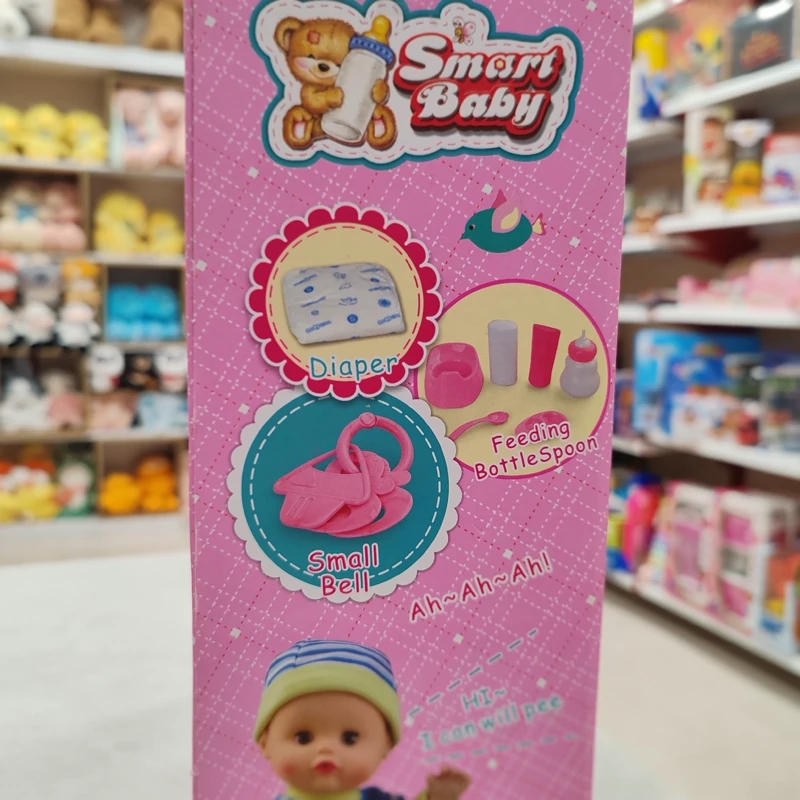 Smart
Baby
Diaper
Feeding
BottleSpoon
Small
Bell
Ah~Ah~Ah!
HI~
I can will pee